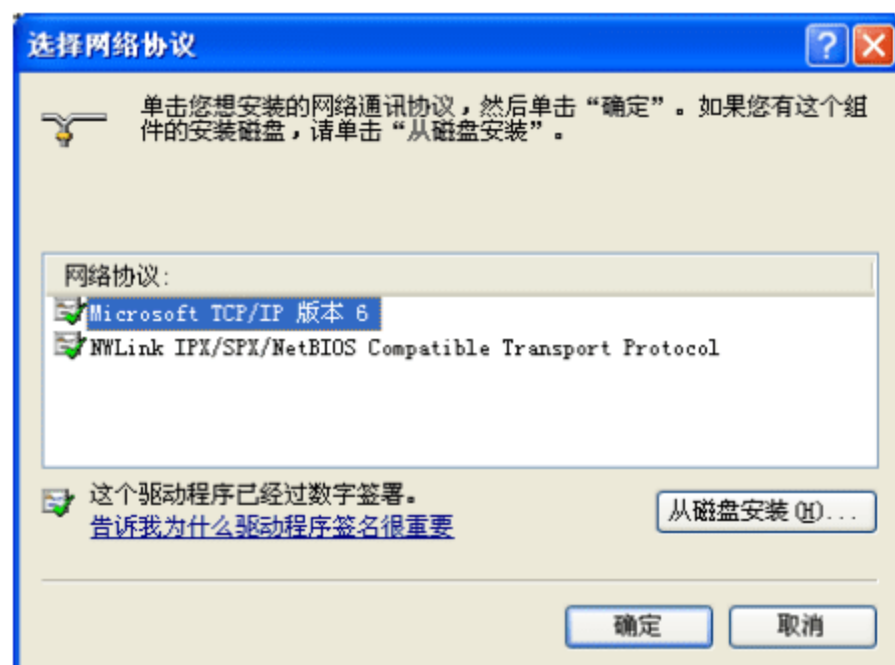 选择网络协议
单击您想安装的网络通讯协议，然后单击“确定”。如果您有这个组
件的安装磁盘，请单击“从磁盘安装”。
网络协议:
Microsoft TCP/IP 版本 6
NWLink IPX/SPX/NetBIOS Compatible Transport Protocol
这个驱动程序已经过数字签署。
告诉我为什么驱动程序签名很重要
从磁盘安装(H)...
确定 取消